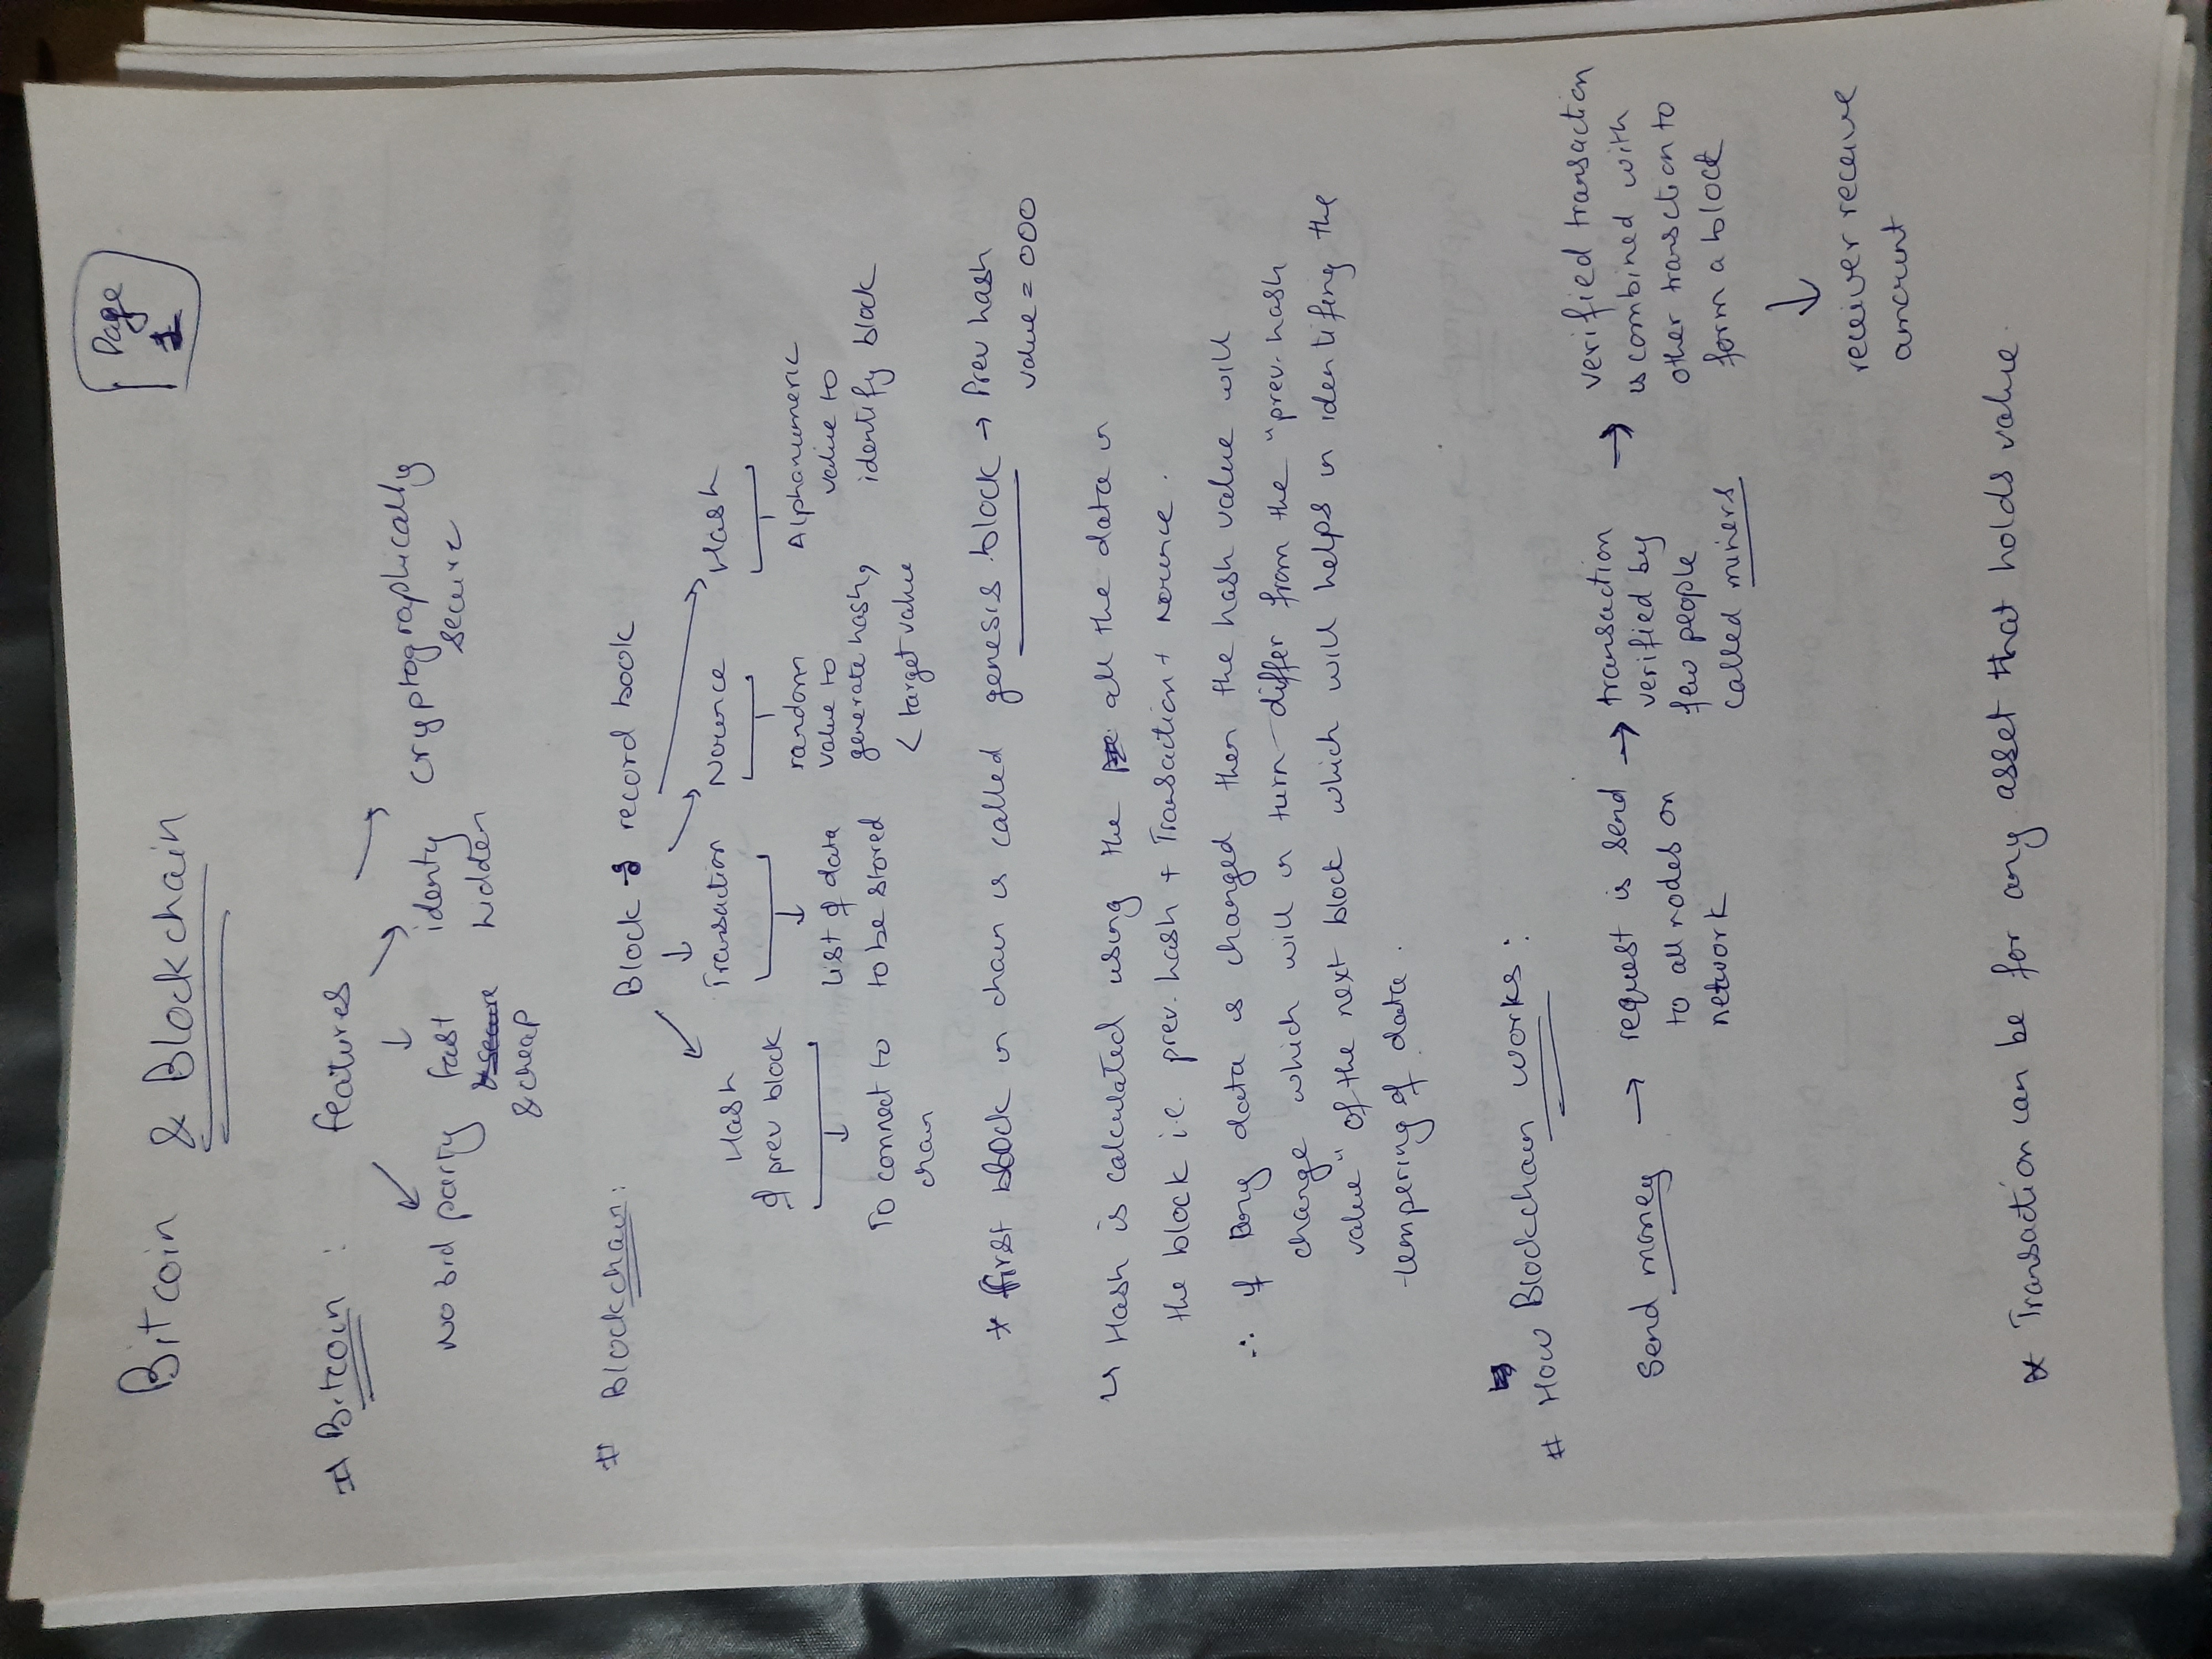 Page
1
Bitcoin & Blockchain
# Bitcoin : features
No 3rd party
fast
& secure
& cheap
identy
hidden
cryptographically
secure
# Blockchain:
Block → record book
Hash
of prev block
To connect to
chain
Transaction
List of data
to be stored
Nounce
random
value to
generate hash,
< target value
Hash
Alphanumeric
value to
identify block
* first block in chain is called genesis block → Prev hash
value = 000
↳ Hash is calculated using the all the data in
the block i.e. prev. hash + Transaction + Nounce.
∴ if any data is changed then the hash value will
change which will in turn differ from the "prev. hash
value" of the next block which will helps in identifing the
tempering of data.
# How Blockchain works:
Send money →
request is send
to all nodes on
network
→ transaction
verified by
few people
called miners
→ verified transaction
is combined with
other transction to
form a block
↓
receiver receive
amount
* Transaction can be for any asset that holds value.